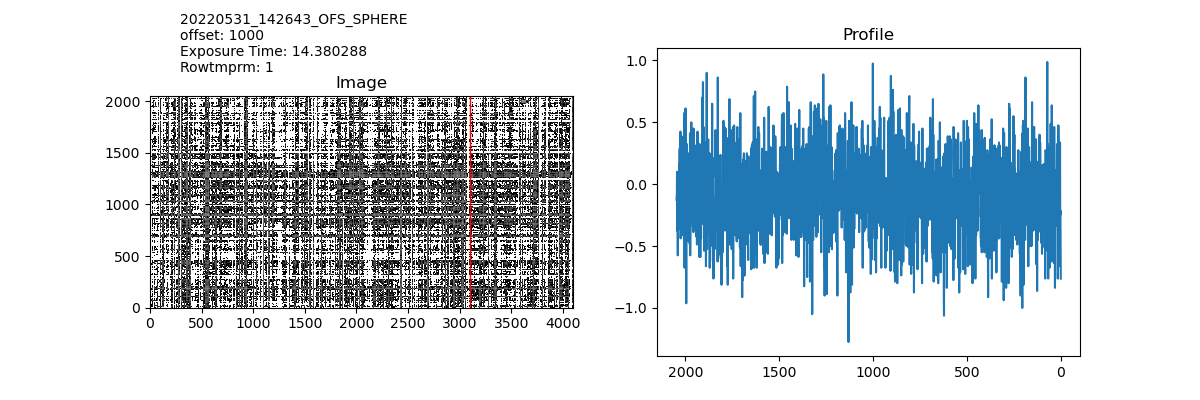 20220531_142643_OFS_SPHERE
offset: 1000
Exposure Time: 14.380288
Rowtmprm: 1
Image
2000
1500
1000
500
0
0 500 1000 1500 2000 2500 3000 3500 4000
Profile
1.0
0.5
0.0
−0.5
−1.0
2000 1500 1000 500 0